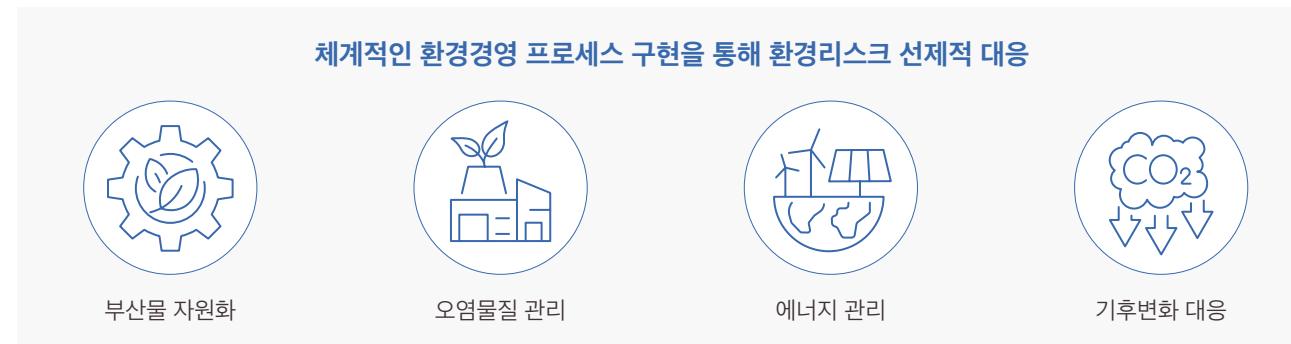 체계적인 환경경영 프로세스 구현을 통해 환경리스크 선제적 대응
CO2
부산물 자원화
오염물질 관리
에너지 관리
기후변화 대응